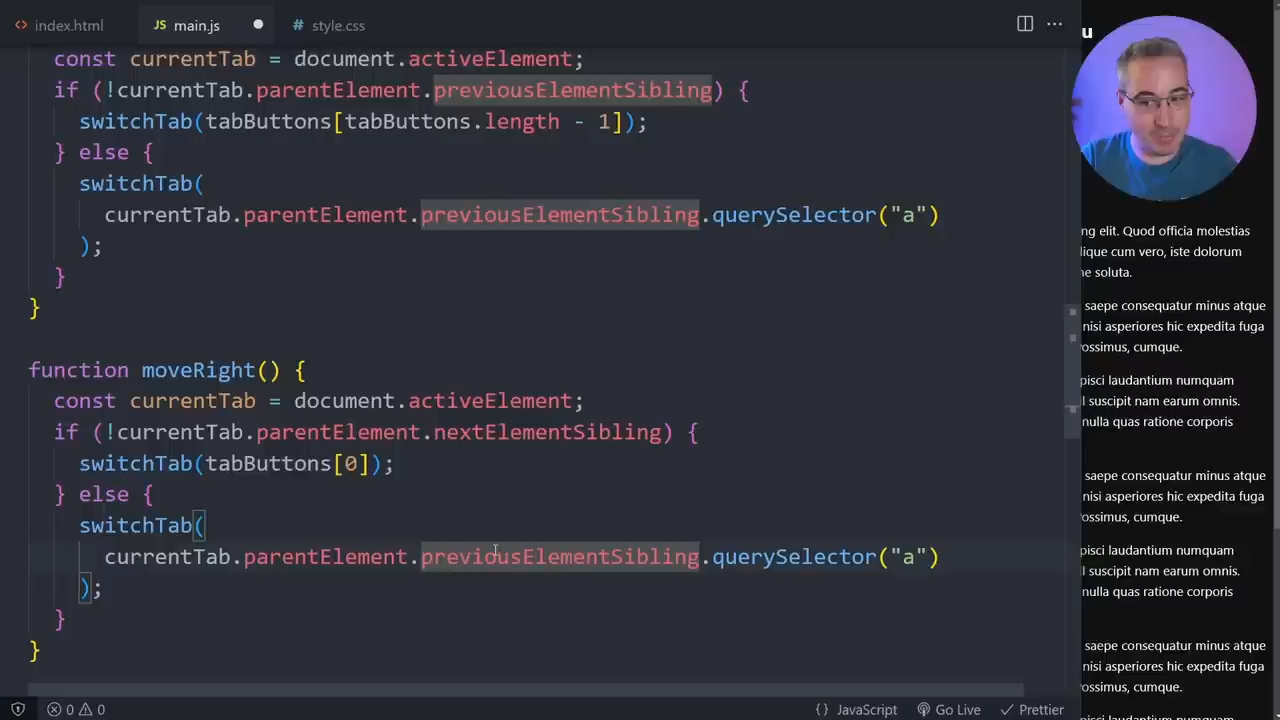 index.html
JS main.js
# style.css
const currentTab = document.activeElement;
if (!currentTab.parentElement.previousElementSibling) {
switchTab(tabButtons[tabButtons.length - 1]);
} else {
switchTab(
currentTab.parentElement.previousElementSibling.querySelector("a")
);
}
}
function moveRight() {
const currentTab = document.activeElement;
if (!currentTab.parentElement.nextElementSibling) {
switchTab(tabButtons[0]);
} else {
switchTab(
currentTab.parentElement.previousElementSibling.querySelector("a")
);
}
}
0 0
{} JavaScript
Go Live
Prettier
u
ng elit. Quod officia molestias
lique cum vero, iste dolorum
ne soluta.
saepe consequatur minus atque
nisi asperiores hic expedita fuga
ossimus, cumque.
pisci laudantium numquam
l suscipit nam earum omnis.
nulla quas ratione corporis
saepe consequatur minus atque
nisi asperiores hic expedita fuga
ossimus, cumque.
pisci laudantium numquam
l suscipit nam earum omnis.
nulla quas ratione corporis
saepe consequatur minus atque
nisi asperiores hic expedita fuga
ossimus, cumque.